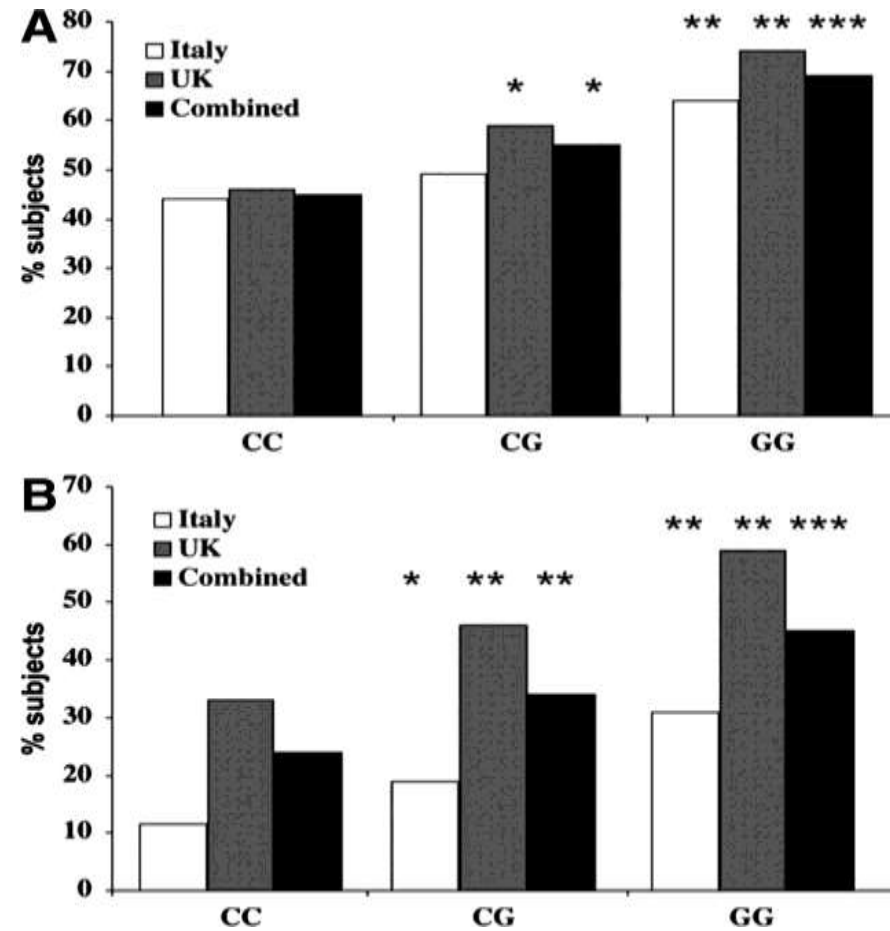 A
80
70
60
50
40
30
20
10
0
% subjects
Italy
UK
Combined
* *
** ** ***
CC CG GG
B
70
60
50
40
30
20
10
0
% subjects
Italy
UK
Combined
* ** **
** ** ***
CC CG GG